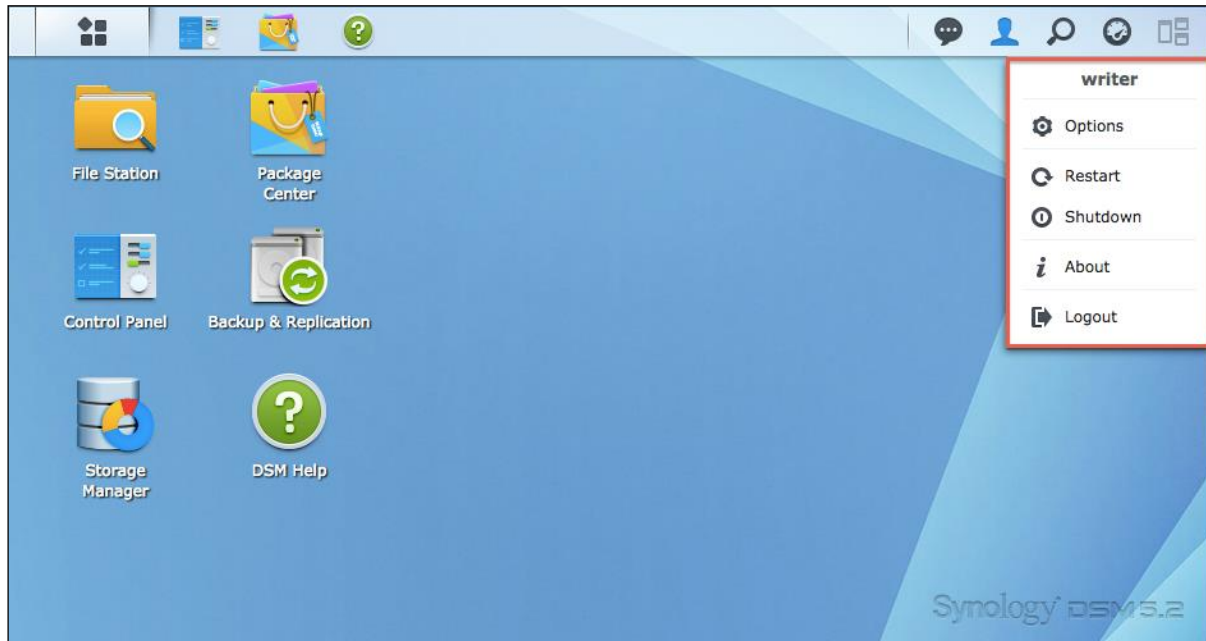 writer
Options
Restart
Shutdown
About
Logout
File Station
Package
Center
Control Panel
Backup & Replication
Storage
Manager
DSM Help
Synology DSM 5.2